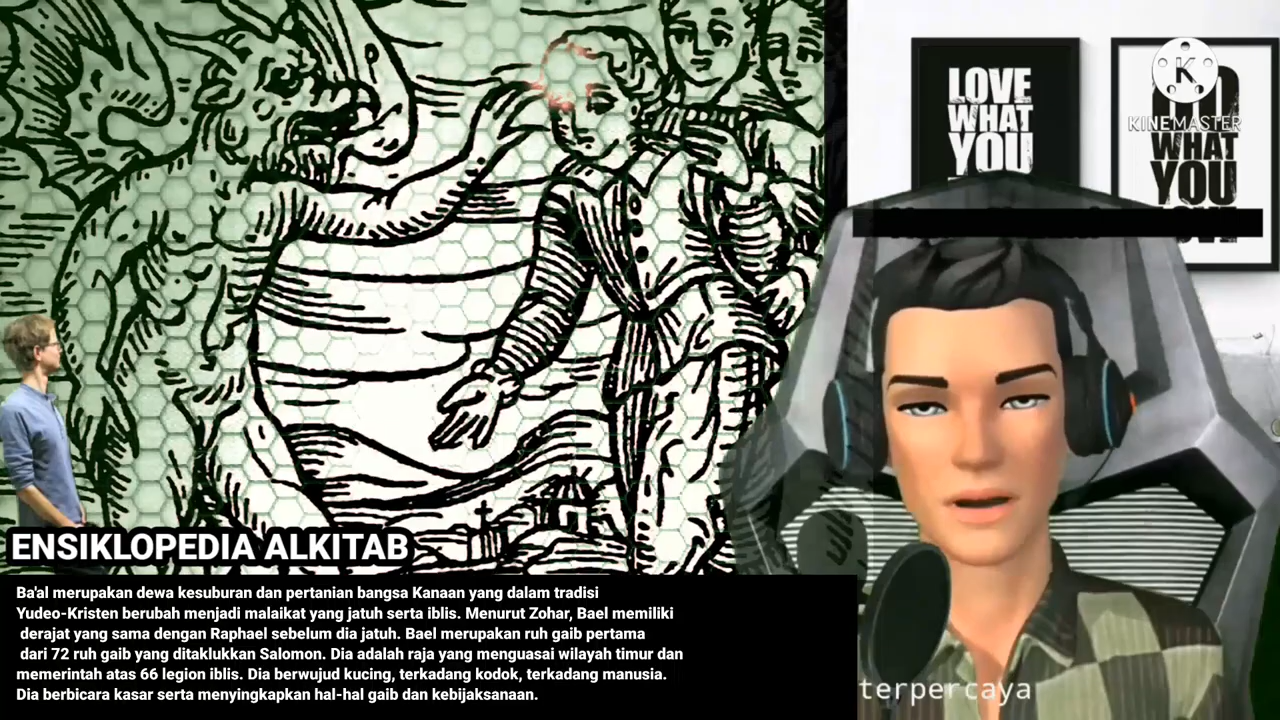 LOVE
WHAT
YOU
WHAT
YOU
KINEMASTER
ENSIKLOPEDIA ALKITAB
Ba'al merupakan dewa kesuburan dan pertanian bangsa Kanaan yang dalam tradisi
Yudeo-Kristen berubah menjadi malaikat yang jatuh serta iblis. Menurut Zohar, Bael memiliki
derajat yang sama dengan Raphael sebelum dia jatuh. Bael merupakan ruh gaib pertama
dari 72 ruh gaib yang ditaklukkan Salomon. Dia adalah raja yang menguasai wilayah timur dan
memerintah atas 66 legion iblis. Dia berwujud kucing, terkadang kodok, terkadang manusia.
Dia berbicara kasar serta menyingkapkan hal-hal gaib dan kebijaksanaan.
terpercaya